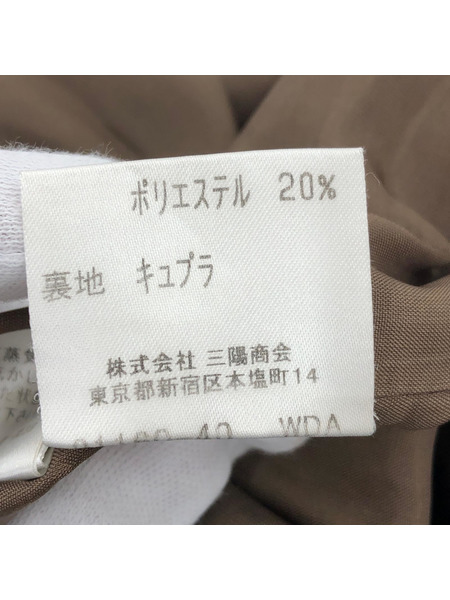 ポリエステル 20%
裏地 キュプラ
株式会社 三陽商会
東京都新宿区本塩町14
WDA